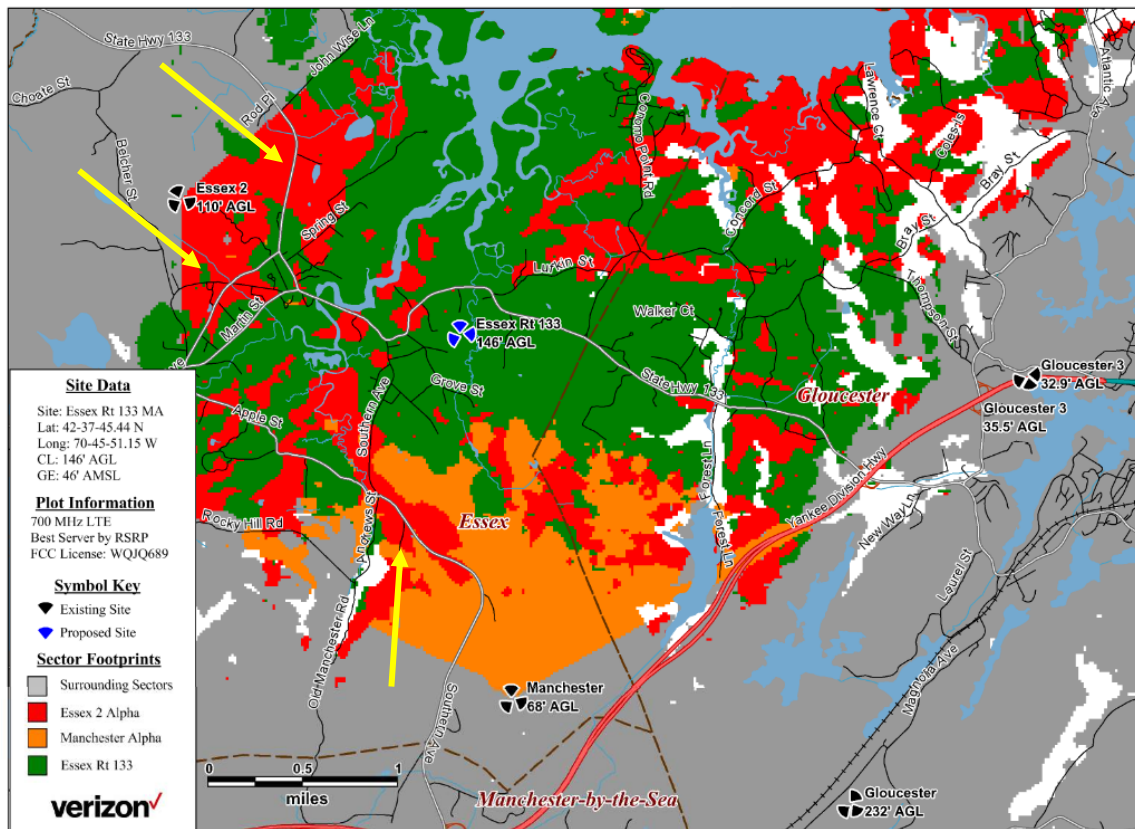 State Hwy 133
John Wise Ln
Choate St
Rod Pl
Belcher St
Essex 2
110' AGL
Spring St
Martin St
Conomo Point Rd
Lawrence Ct
Coles Is
Atlantic Ave
Bray St
Concord St
Bray St
Lurkin St
Thompson St
Walker Ct
Essex Rt 133
146' AGL
State Hwy 133
Grove St
Gloucester
Gloucester 3
32.9' AGL
Gloucester 3
35.5' AGL
Apple St
Southern Ave
Rocky Hill Rd
Andrews St
Essex
Forest Ln
Forest Ln
Yankee Division Hwy
New Way Ln
Laurel St
Old Manchester Rd
Southern Ave
Manchester
68' AGL
Magnolia Ave
Manchester-by-the-Sea
Gloucester
232' AGL
Site Data
Site: Essex Rt 133 MA
Lat: 42-37-45.44 N
Long: 70-45-51.15 W
CL: 146' AGL
GE: 46' AMSL
Plot Information
700 MHz LTE
Best Server by RSRP
FCC License: WQJQ689
Symbol Key
Existing Site
Proposed Site
Sector Footprints
Surrounding Sectors
Essex 2 Alpha
Manchester Alpha
Essex Rt 133
verizon
0 0.5 1
miles